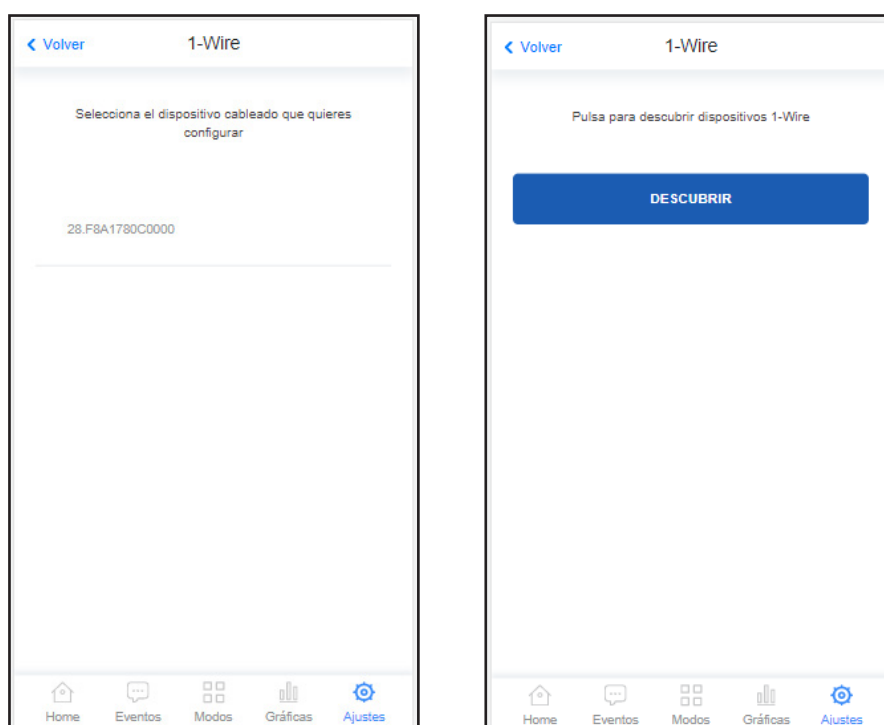 Volver
1-Wire
Selecciona el dispositivo cableado que quieres
configurar
28.F8A1780C0000
Home
Eventos
Modos
Gráficas
Ajustes
Volver
1-Wire
Pulsa para descubrir dispositivos 1-Wire
DESCUBRIR
Home
Eventos
Modos
Gráficas
Ajustes